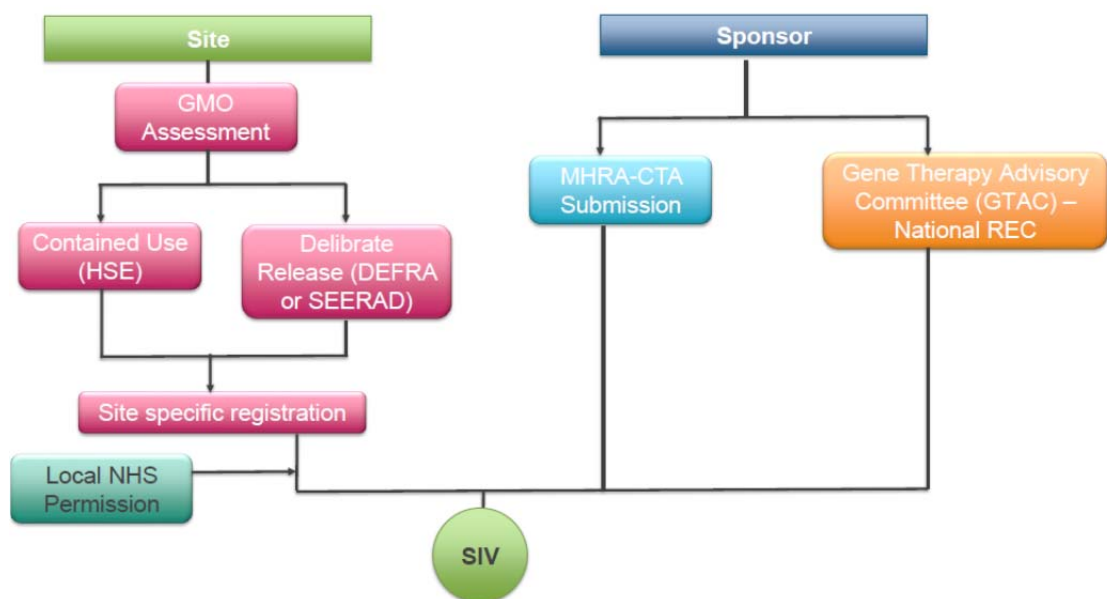 Site
Sponsor
GMO
Assessment
MHRA-CTA
Submission
Gene Therapy Advisory
Committee (GTAC) –
National REC
Contained Use
(HSE)
Delibrate
Release (DEFRA
or SEERAD)
Site specific registration
Local NHS
Permission
SIV